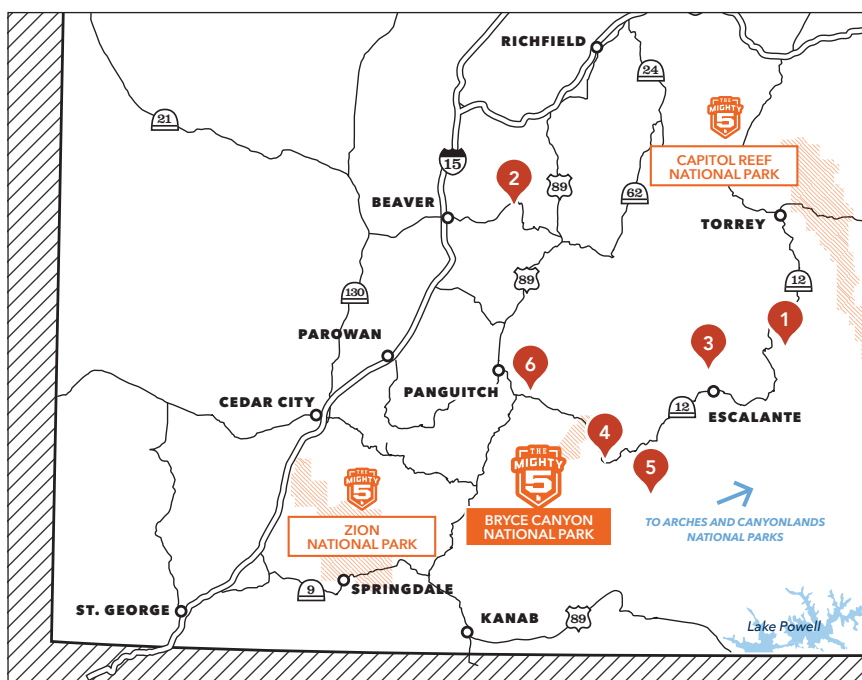 RICHFIELD
24
THE
MIGHTY
5
21
CAPITOL REEF
NATIONAL PARK
15
2
89
62
BEAVER
TORREY
89
12
130
1
PAROWAN
3
6
PANGUITCH
CEDAR CITY
12
ESCALANTE
4
THE
MIGHTY
5
5
THE
MIGHTY
5
BRYCE CANYON
NATIONAL PARK
TO ARCHES AND CANYONLANDS
NATIONAL PARKS
ZION
NATIONAL PARK
9
SPRINGDALE
ST. GEORGE
KANAB
89
Lake Powell